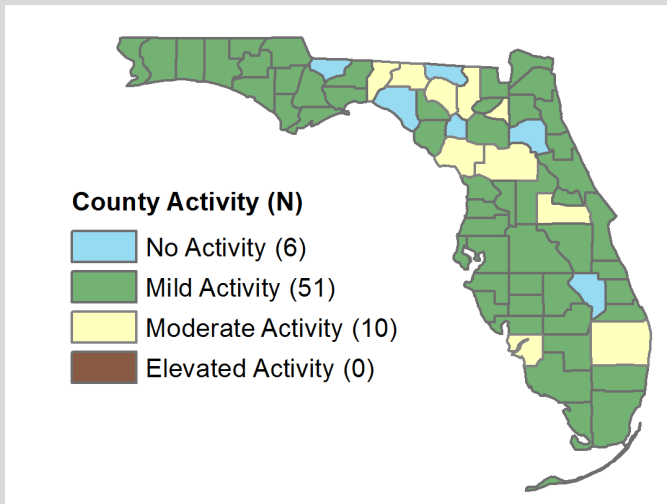 County Activity (N)
No Activity (6)
Mild Activity (51)
Moderate Activity (10)
Elevated Activity (0)